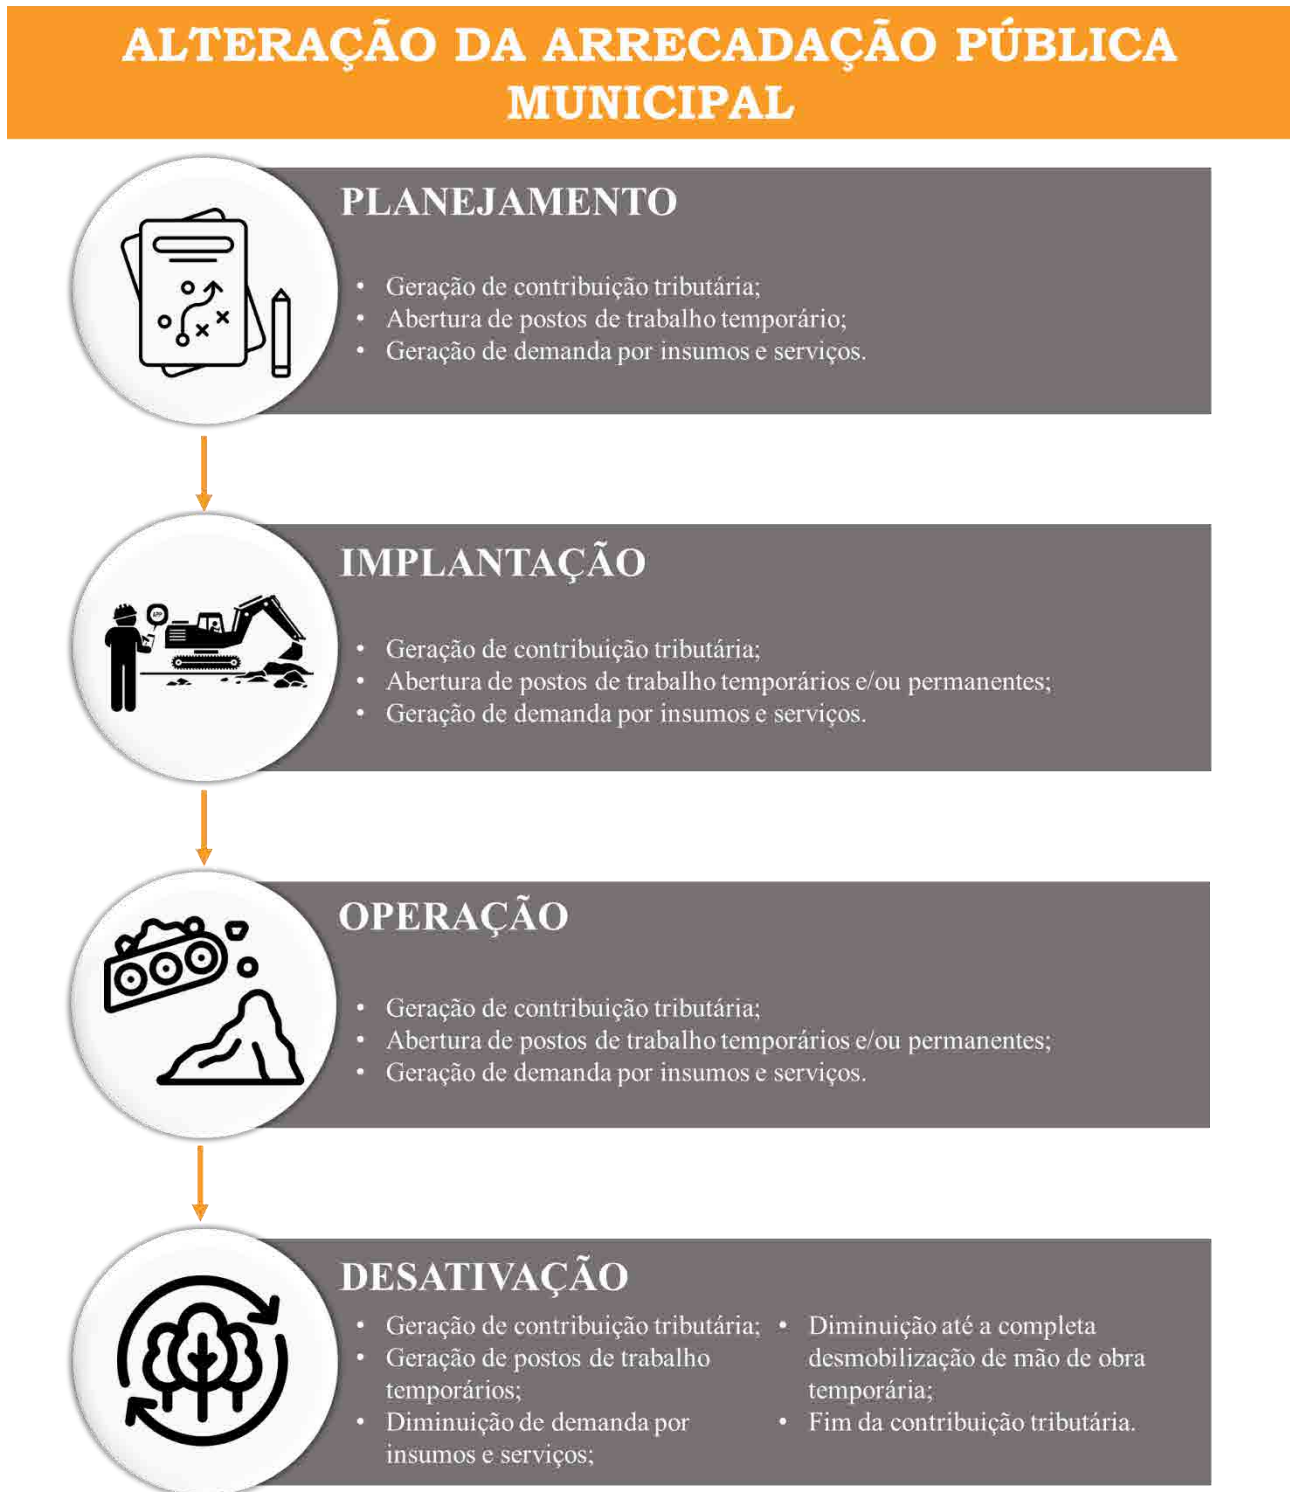 ALTERAÇÃO DA ARRECADAÇÃO PÚBLICA
MUNICIPAL
PLANEJAMENTO
• Geração de contribuição tributária;
• Abertura de postos de trabalho temporário;
• Geração de demanda por insumos e serviços.
IMPLANTAÇÃO
• Geração de contribuição tributária;
• Abertura de postos de trabalho temporários e/ou permanentes;
• Geração de demanda por insumos e serviços.
OPERAÇÃO
• Geração de contribuição tributária;
• Abertura de postos de trabalho temporários e/ou permanentes;
• Geração de demanda por insumos e serviços.
DESATIVAÇÃO
• Geração de contribuição tributária;
• Geração de postos de trabalho
temporários;
• Diminuição de demanda por
insumos e serviços;
• Diminuição até a completa
desmobilização de mão de obra
temporária;
• Fim da contribuição tributária.